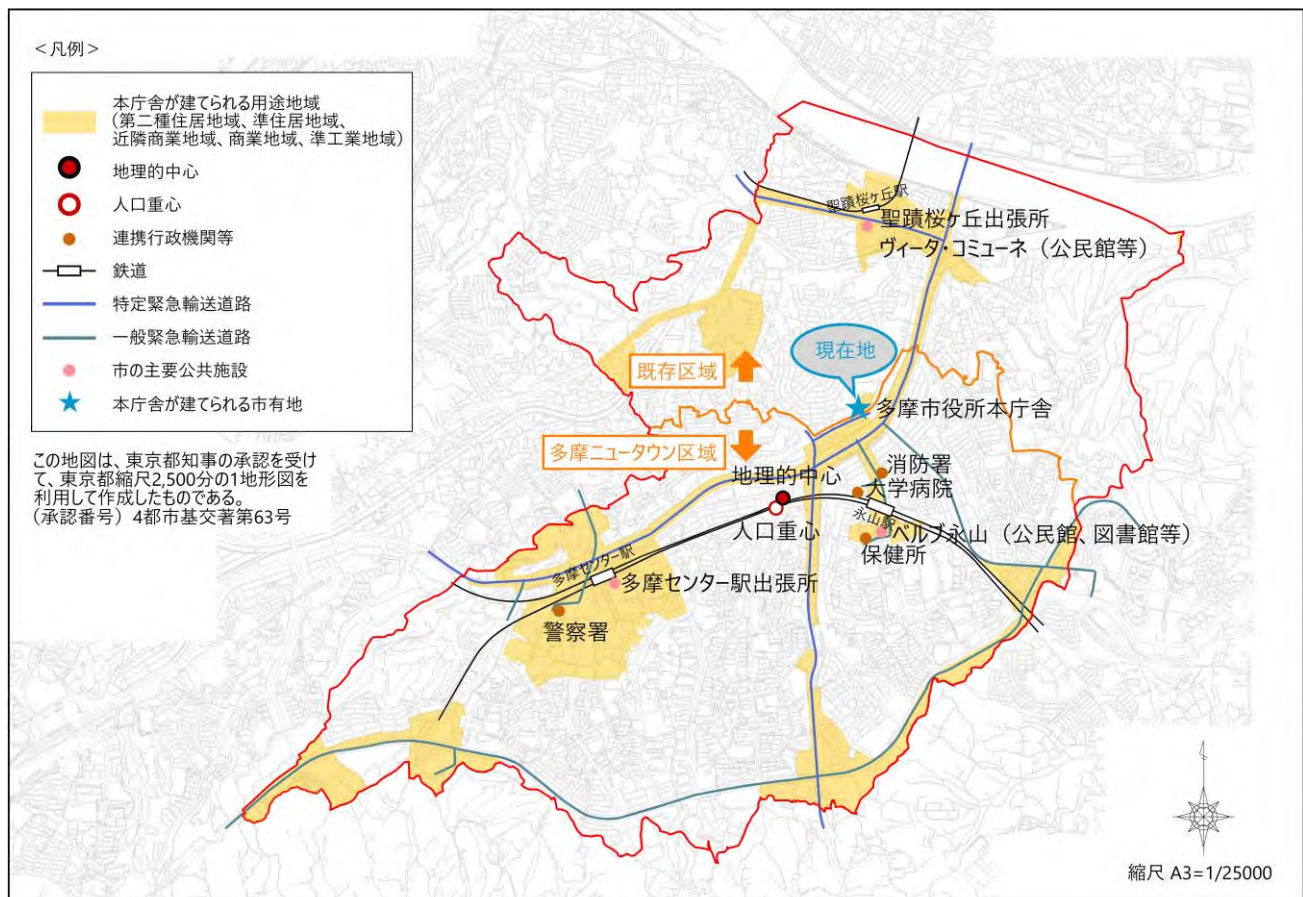 <凡例>
本庁舎が建てられる用途地域
(第二種住居地域、準住居地域、
近隣商業地域、商業地域、準工業地域)
地理的中心
人口重心
連携行政機関等
鉄道
特定緊急輸送道路
一般緊急輸送道路
市の主要公共施設
本庁舎が建てられる市有地
この地図は、東京都知事の承認を受け
て、東京都縮尺2,500分の1地形図を
利用して作成したものである。
(承認番号) 4都市基交著第63号
聖蹟桜ヶ丘駅
聖蹟桜ヶ丘出張所
ヴィータ・コミューネ (公民館等)
現在地
既存区域
多摩市役所本庁舎
多摩ニュータウン区域
消防署
地理的中心
大学病院
永山駅
人口重心
ベルブ永山 (公民館、図書館等)
保健所
多摩センター駅
多摩センター駅出張所
警察署
縮尺 A3=1/25000